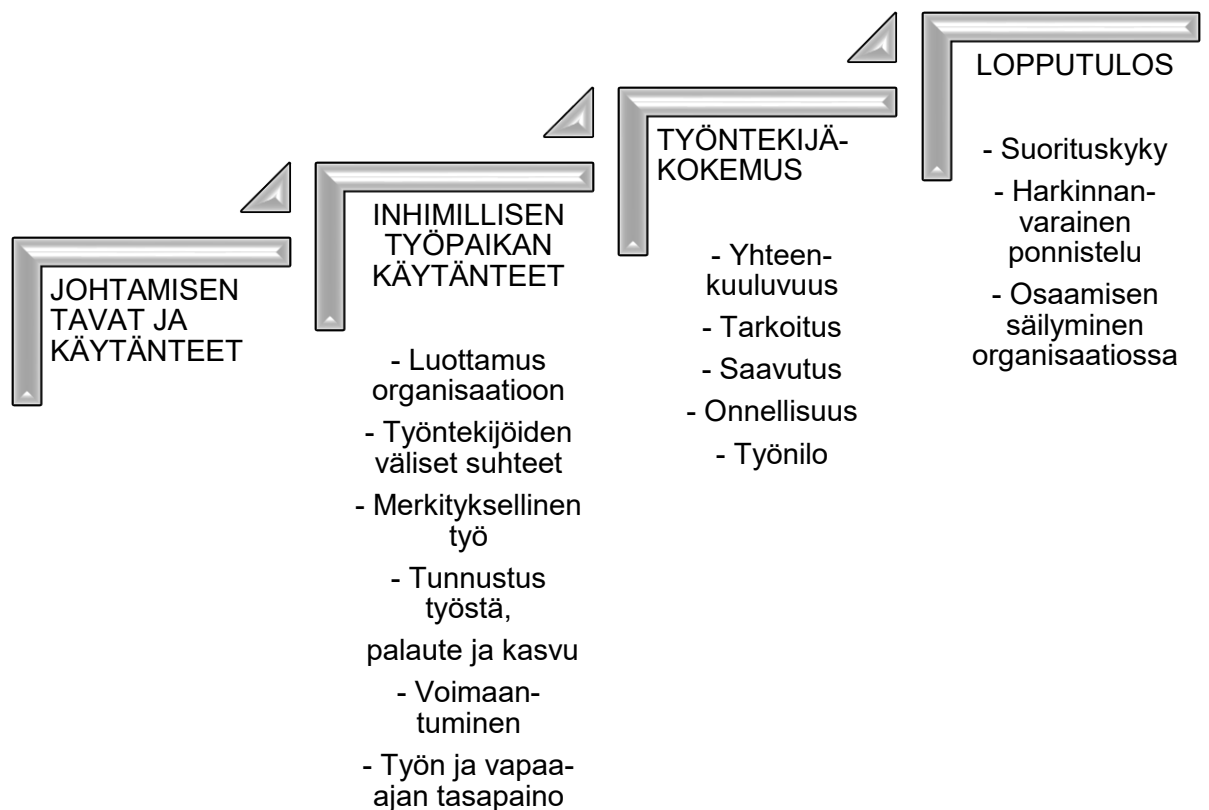 JOHTAMISEN
TAVAT JA
KÄYTÄNTEET
INHIMILLISEN
TYÖPAIKAN
KÄYTÄNTEET
- Luottamus
organisaatioon
- Työntekijöiden
väliset suhteet
- Merkityksellinen
työ
- Tunnustus
työstä,
palaute ja kasvu
- Voimaan-
tuminen
- Työn ja vapaa-
ajan tasapaino
TYÖNTEKIJÄ-
KOKEMUS
- Yhteen-
kuuluvuus
- Tarkoitus
- Saavutus
- Onnellisuus
- Työnilo
LOPPUTULOS
- Suorituskyky
- Harkinnan-
varainen
ponnistelu
- Osaamisen
säilyminen
organisaatiossa